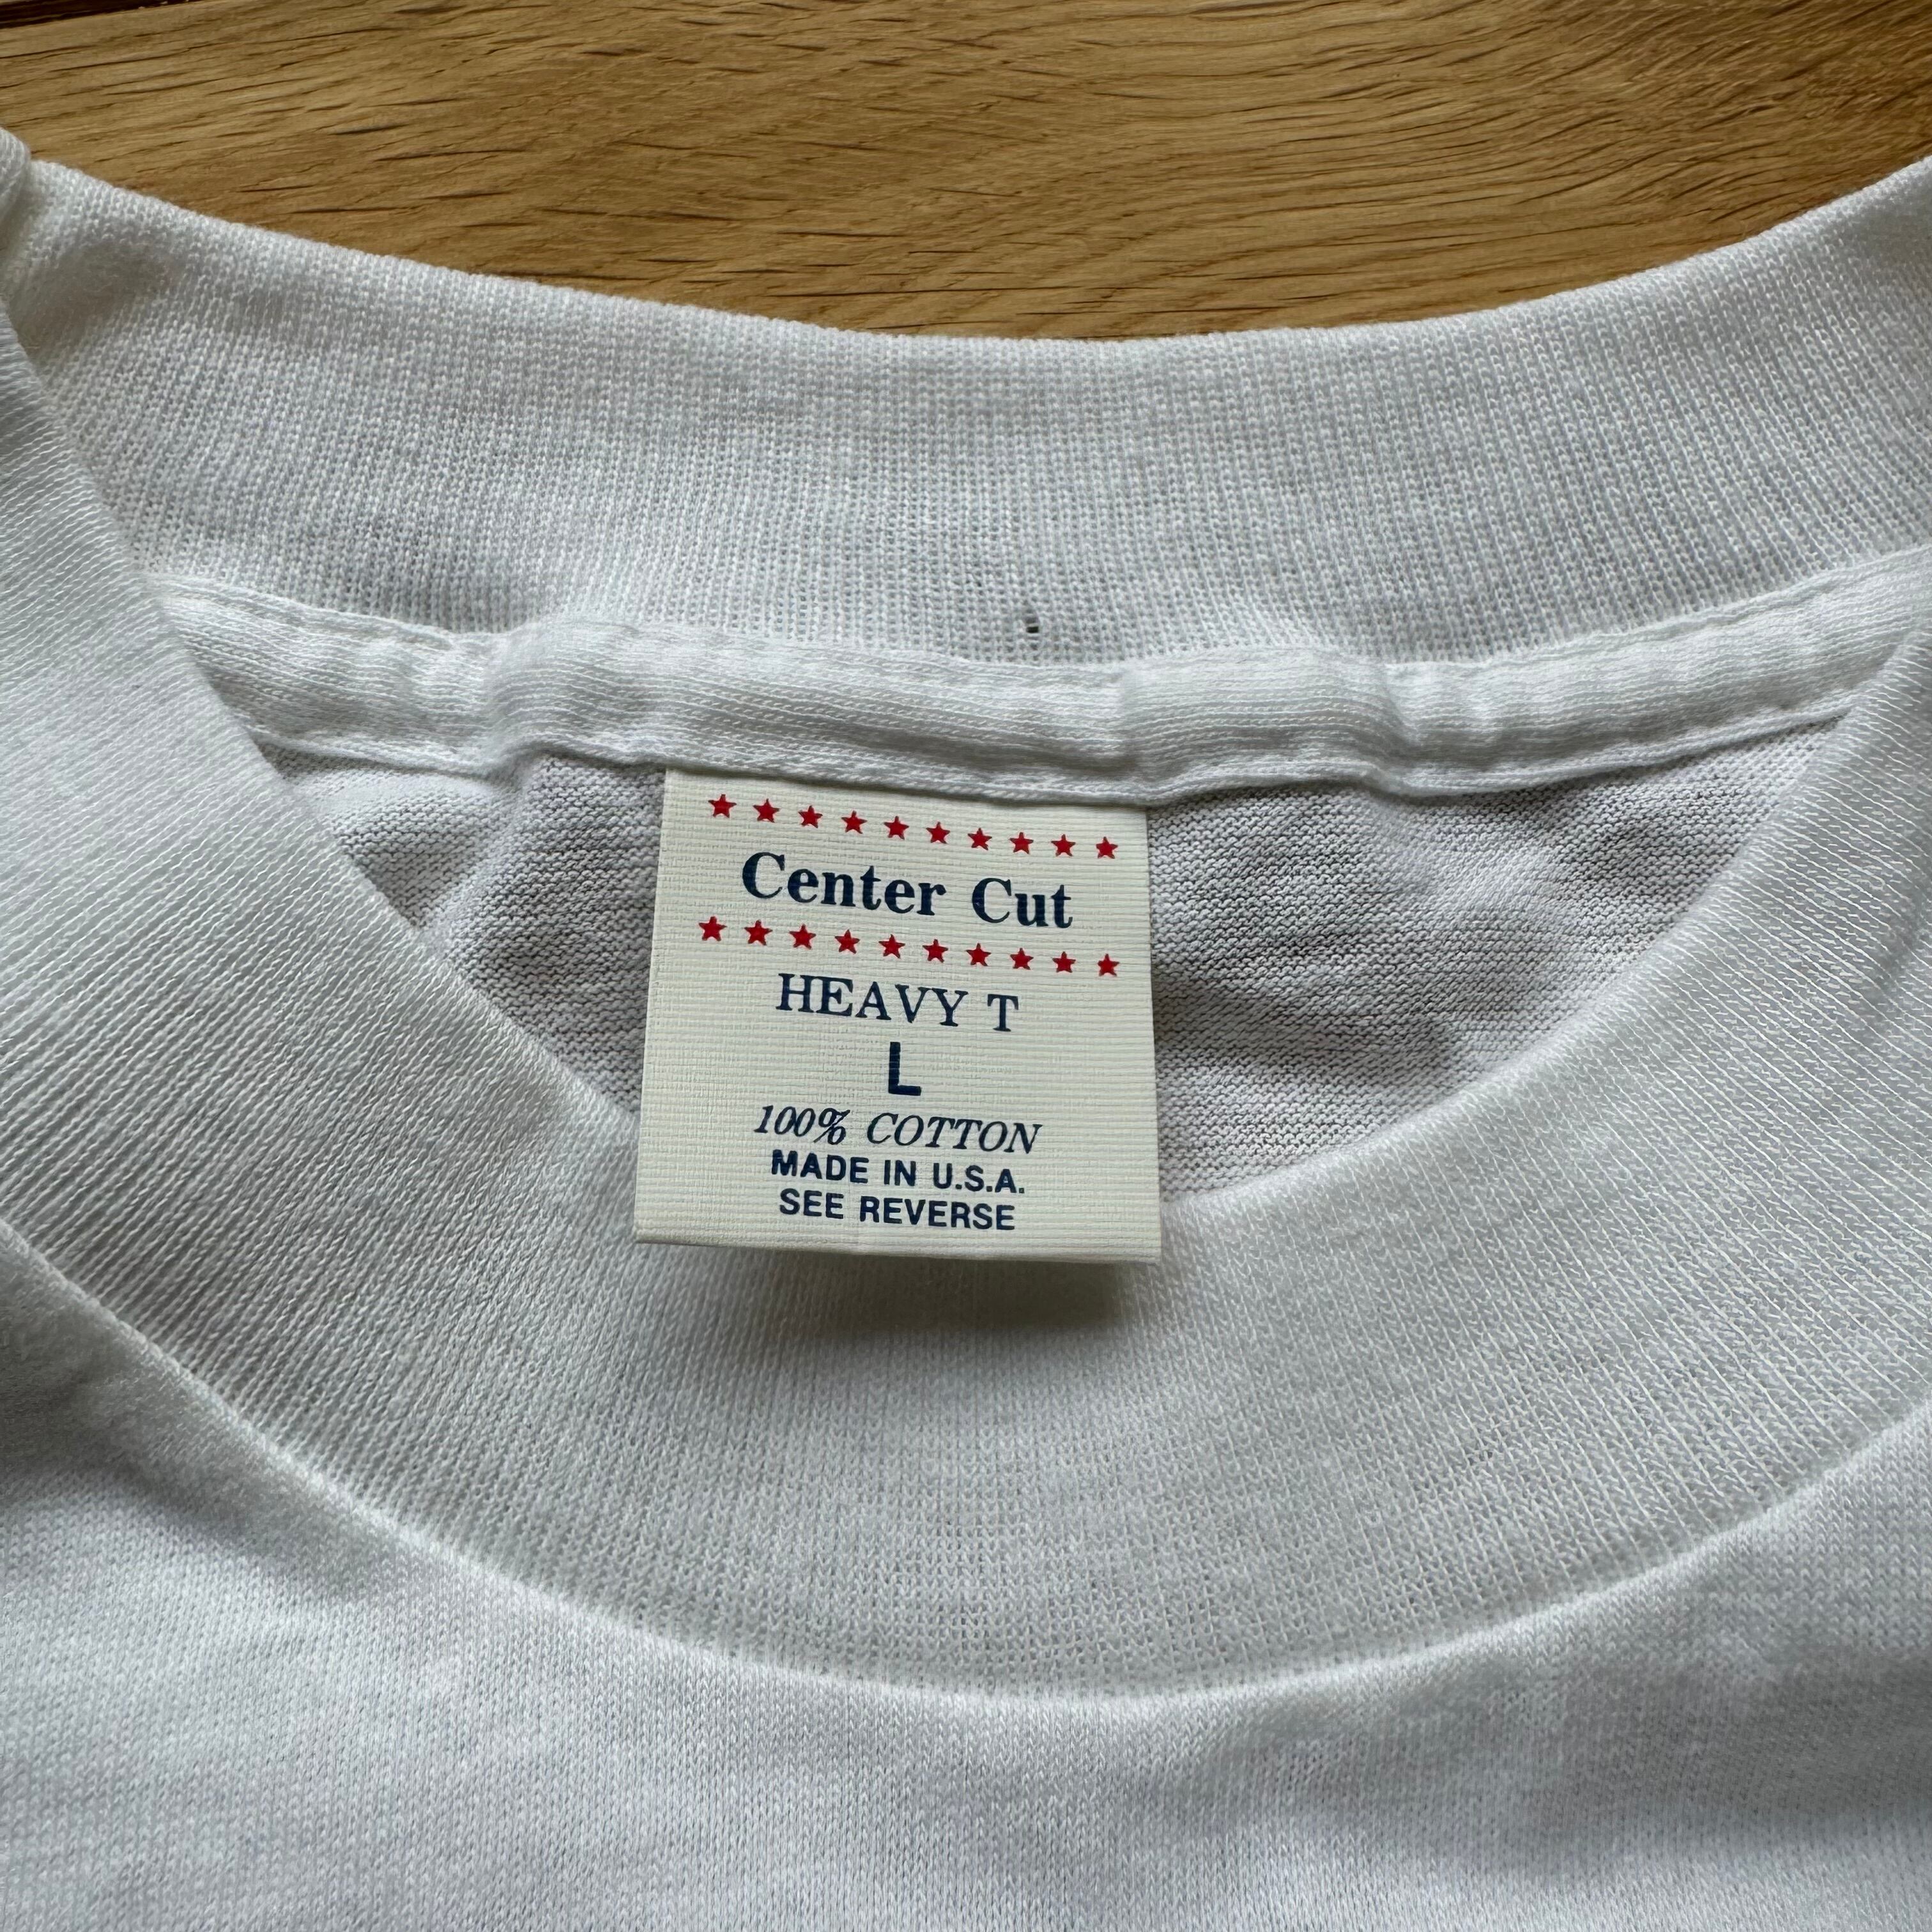 Center Cut
HEAVY T
L
100% COTTON
MADE IN U.S.A.
SEE REVERSE